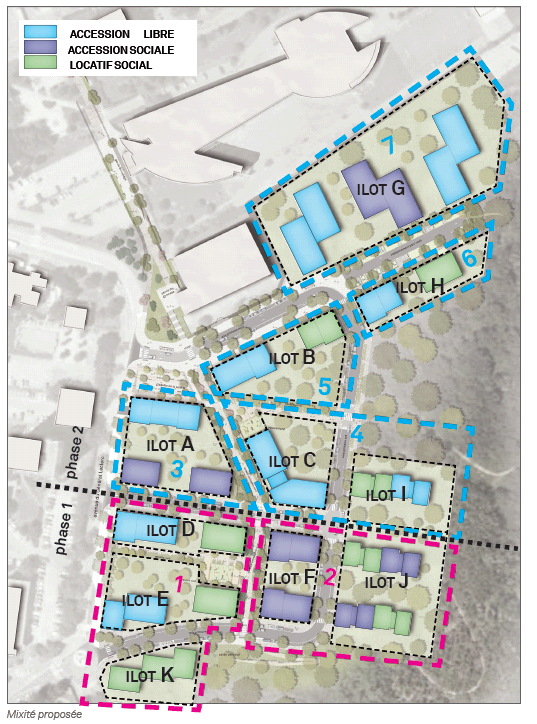 ACCESSION LIBRE
ACCESSION SOCIALE
LOCATIF SOCIAL
7
ILOT G
6
ILOT H
ILOT B
5
4
ILOT A
3
ILOT C
ILOT I
phase 2
phase 1
ILOT D
1
ILOT E
ILOT F
2
ILOT J
ILOT K
Mixité proposée